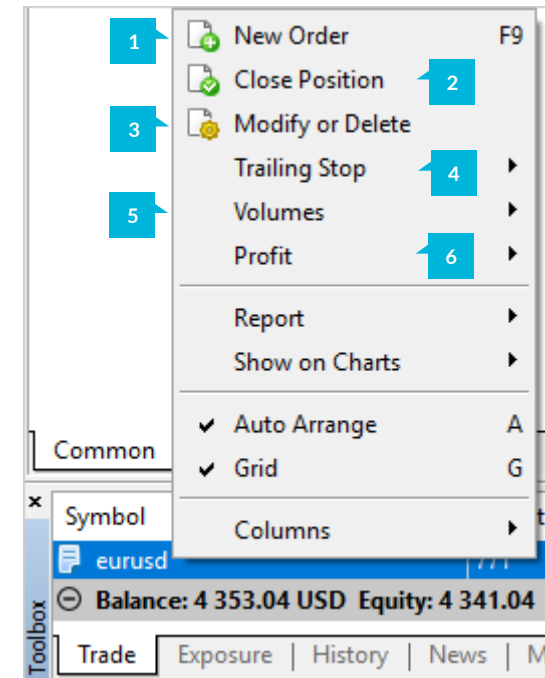 1 New Order F9
Close Position 2
3 Modify or Delete
Trailing Stop 4
5 Volumes
Profit 6
Report
Show on Charts
Auto Arrange A
Common
Grid G
Symbol
Columns
eurusd
Balance: 4 353.04 USD Equity: 4 341.04
Toolbox
Trade Exposure | History | News |